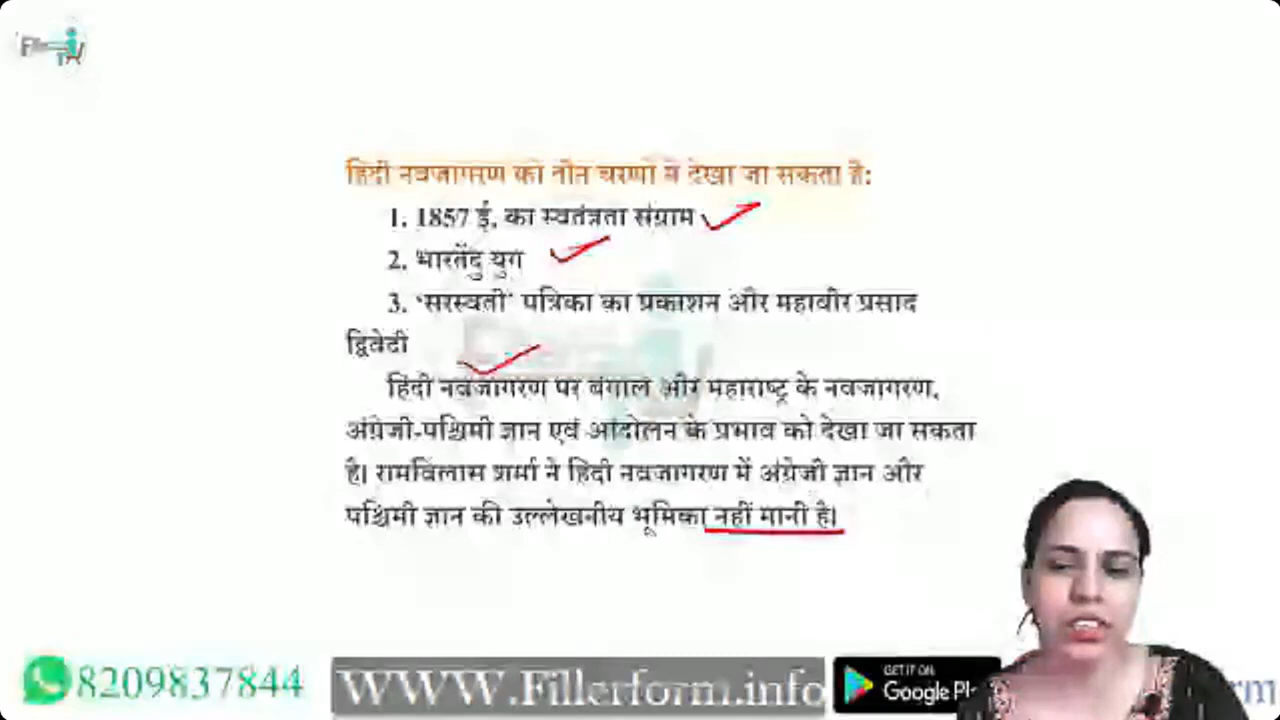 हिंदी नवजागरण को तीन चरणों में देखा जा सकता है:
1. 1857 ई. का स्वतंत्रता संग्राम
2. भारतेंदु युग
3. ‘सरस्वती’ पत्रिका का प्रकाशन और महावीर प्रसाद
द्विवेदी
हिंदी नवजागरण पर बंगाल और महाराष्ट्र के नवजागरण,
अंग्रेजी-पश्चिमी ज्ञान एवं आंदोलन के प्रभाव को देखा जा सकता
है। रामविलास शर्मा ने हिंदी नवजागरण में अंग्रेजी ज्ञान और
पश्चिमी ज्ञान की उल्लेखनीय भूमिका नहीं मानी है।
8209837844
WWW.Fillerform.info
GET IT ON
Google Pl